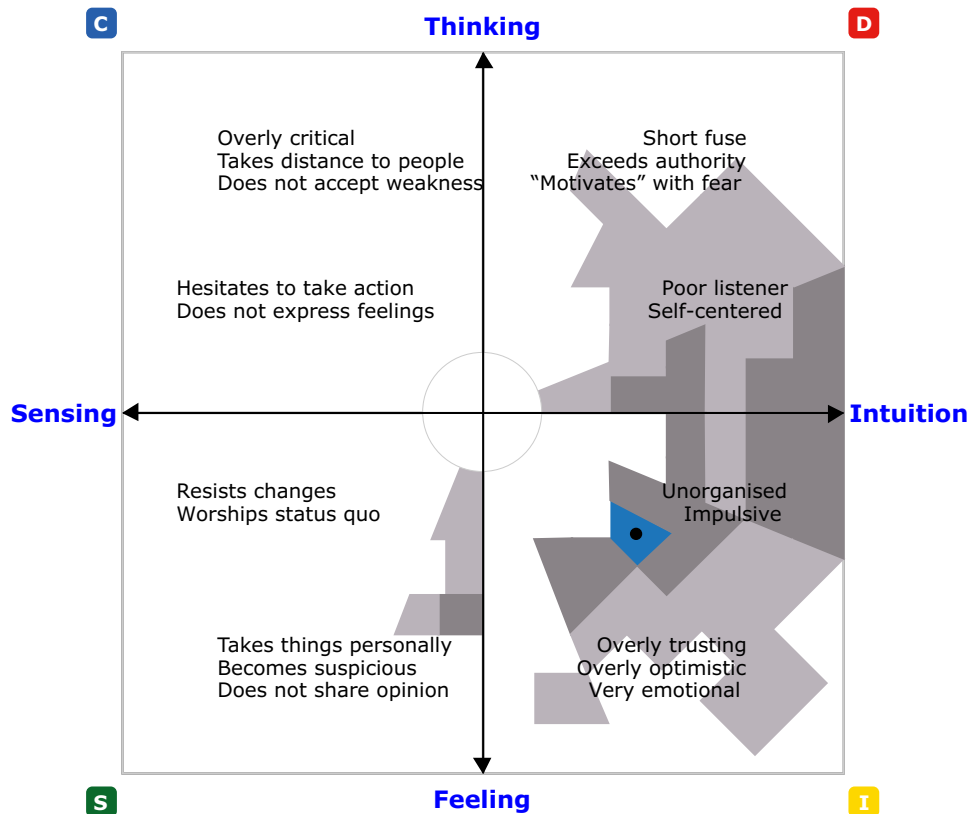 C
Thinking
D
Overly critical
Takes distance to people
Does not accept weakness
Short fuse
Exceeds authority
“Motivates” with fear
Hesitates to take action
Does not express feelings
Poor listener
Self-centered
Sensing
Intuition
Resists changes
Worships status quo
Unorganised
Impulsive
Takes things personally
Becomes suspicious
Does not share opinion
Overly trusting
Overly optimistic
Very emotional
S
Feeling
I